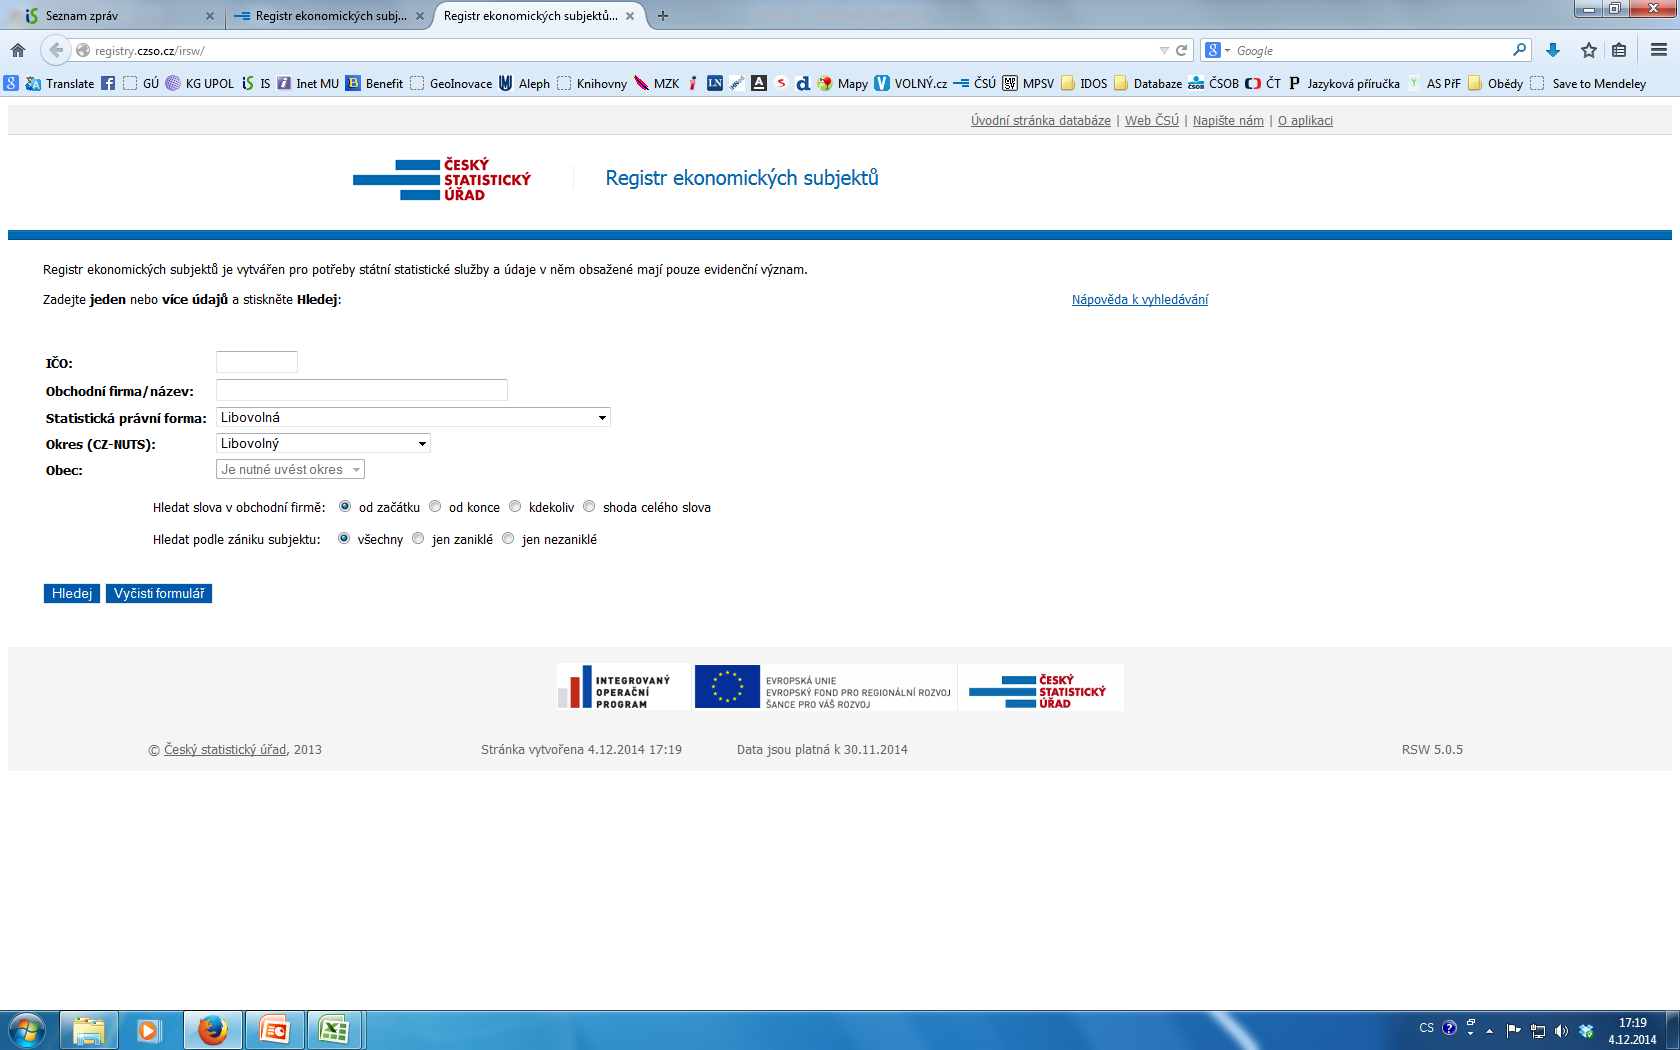 Seznam zpráv
Registr ekonomických subj...
Registr ekonomických subjektů...
registry.czso.cz/irsw/
Google
Translate GÚ KG UPOL IS Inet MU Benefit GeoInovace Aleph Knihovny MZK LN Mapy VOLNÝ.cz ČSÚ MPSV IDOS Databaze ČSOB ČT Jazyková příručka AS PřF Obědy Save to Mendeley
Úvodní stránka databáze | Web ČSÚ | Napište nám | O aplikaci
ČESKÝ
STATISTICKÝ
ÚŘAD
Registr ekonomických subjektů
Registr ekonomických subjektů je vytvářen pro potřeby státní statistické služby a údaje v něm obsažené mají pouze evidenční význam.
Zadejte jeden nebo více údajů a stiskněte Hledej:
Nápověda k vyhledávání
IČO:
Obchodní firma/název:
Statistická právní forma: Libovolná
Okres (CZ-NUTS): Libovolný
Obec: Je nutné uvést okres
Hledat slova v obchodní firmě: od začátku od konce kdekoliv shoda celého slova
Hledat podle zániku subjektu: všechny jen zaniklé jen nezaniklé
Hledej Vyčisti formulář
INTEGROVANÝ
OPERAČNÍ
PROGRAM
EVROPSKÁ UNIE
EVROPSKÝ FOND PRO REGIONÁLNÍ ROZVOJ
ŠANCE PRO VÁŠ ROZVOJ
ČESKÝ
STATISTICKÝ
ÚŘAD
© Český statistický úřad, 2013 Stránka vytvořena 4.12.2014 17:19 Data jsou platná k 30.11.2014 RSW 5.0.5
CS
17:19
4.12.2014